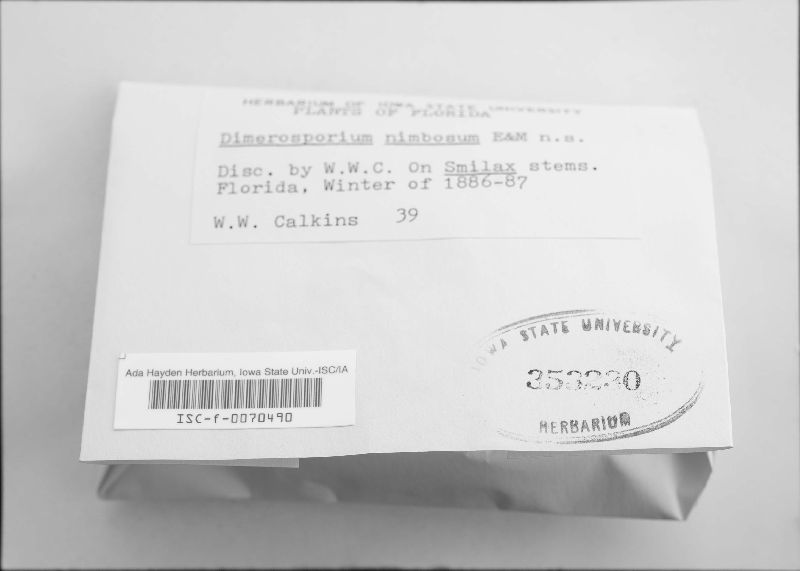 HERBARIUM OF IOWA STATE UNIVERSITY
PLANTS OF FLORIDA
Dimerosporium nimbosum E&M n.s.
Disc. by W.W.C. On Smilax stems.
Florida, Winter of 1886-87
W.W. Calkins 39
IOWA STATE UNIVERSITY
353230
HERBARIUM
Ada Hayden Herbarium, Iowa State Univ.-ISC/IA
ISC-f-0070490